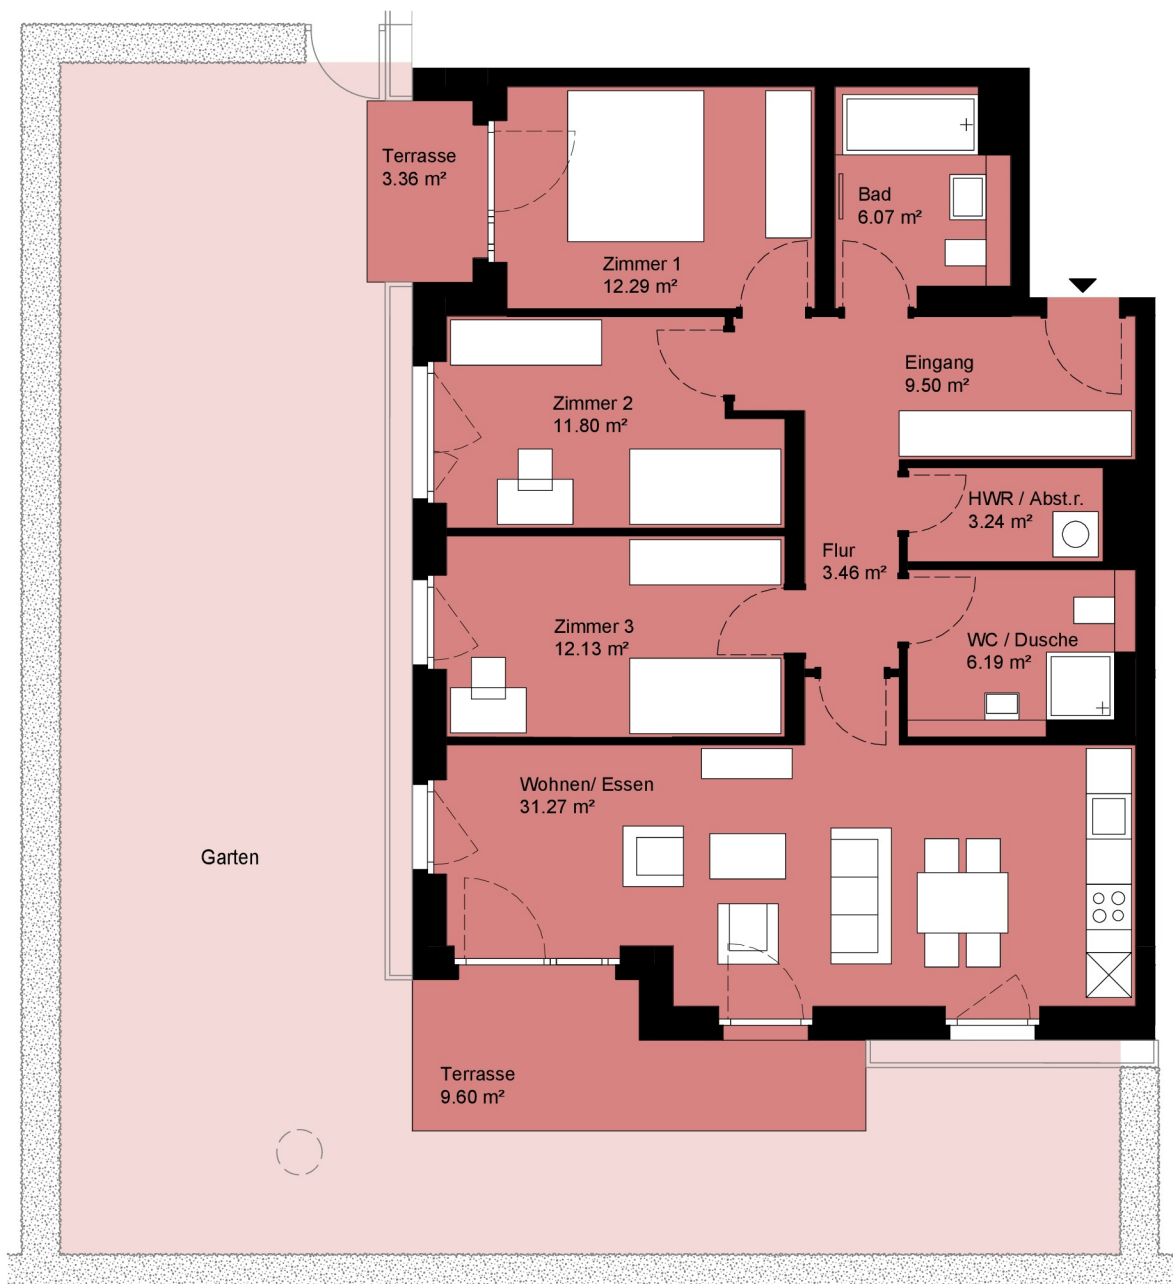 Terrasse
3.36 m²
Bad
6.07 m²
Zimmer 1
12.29 m²
Eingang
9.50 m²
Zimmer 2
11.80 m²
HWR / Abst.r.
3.24 m²
Flur
3.46 m²
Zimmer 3
12.13 m²
WC / Dusche
6.19 m²
Wohnen/ Essen
31.27 m²
Garten
Terrasse
9.60 m²